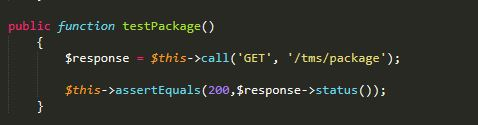 public function testPackage()
{
$response = $this->call('GET', '/tms/package');
$this->assertEquals(200,$response->status());
}